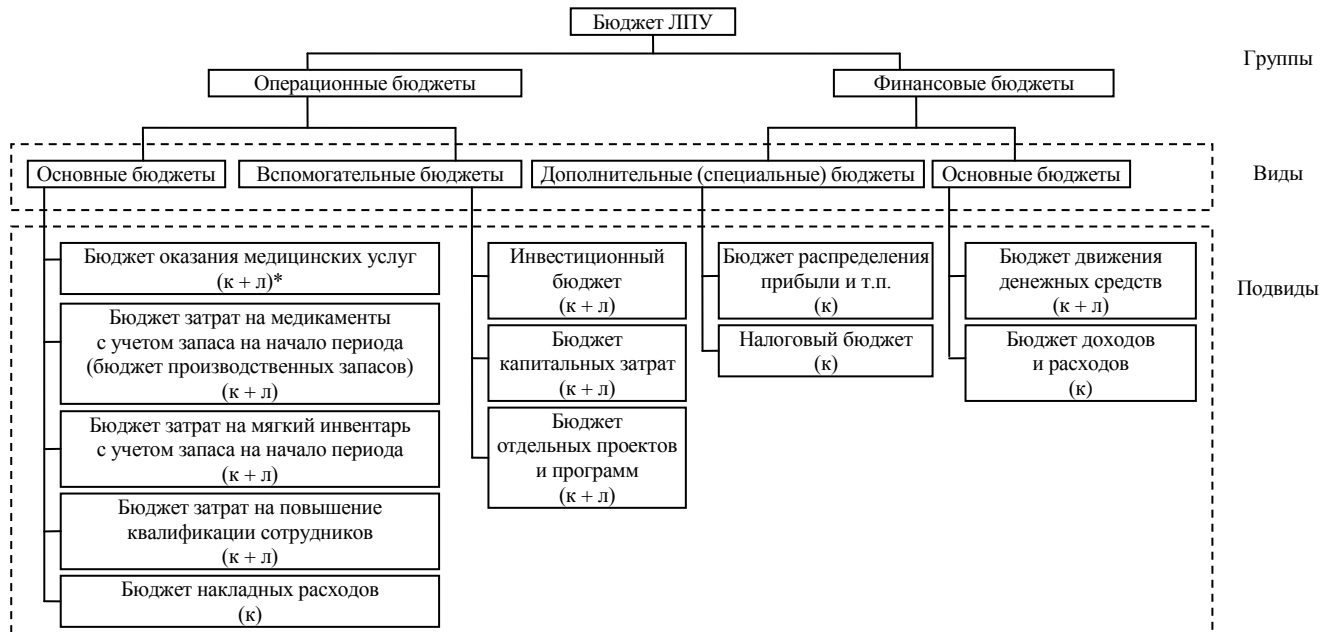 Бюджет ЛПУ
Группы
Операционные бюджеты
Финансовые бюджеты
Основные бюджеты
Вспомогательные бюджеты
Дополнительные (специальные) бюджеты
Основные бюджеты
Виды
Бюджет оказания медицинских услуг
(к + л)*
Бюджет затрат на медикаменты
с учетом запаса на начало периода
(бюджет производственных запасов)
(к + л)
Бюджет затрат на мягкий инвентарь
с учетом запаса на начало периода
(к + л)
Бюджет затрат на повышение
квалификации сотрудников
(к + л)
Бюджет накладных расходов
(к)
Инвестиционный
бюджет
(к + л)
Бюджет
капитальных затрат
(к + л)
Бюджет
отдельных проектов
и программ
(к + л)
Бюджет распределения
прибыли и т.п.
(к)
Налоговый бюджет
(к)
Бюджет движения
денежных средств
(к + л)
Бюджет доходов
и расходов
(к)
Подвиды